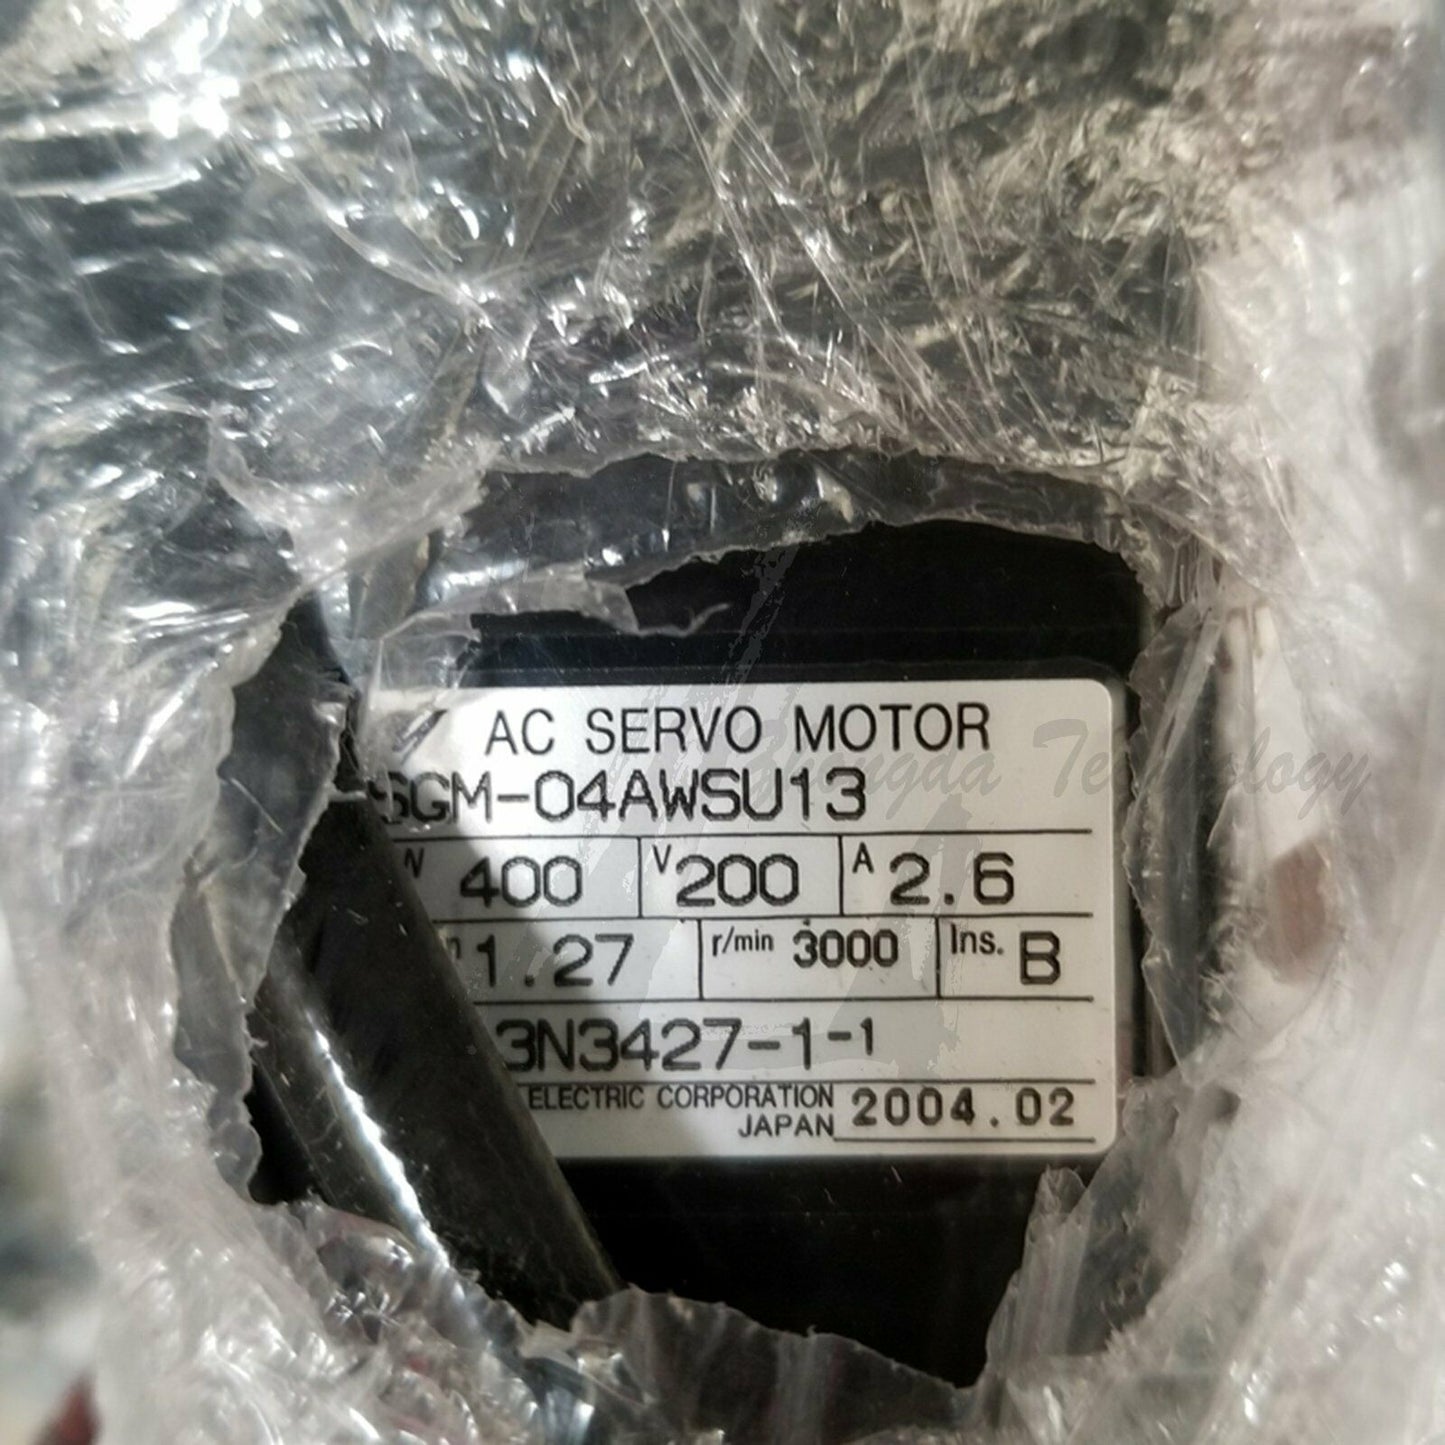 AC SERVO MOTOR
SGM-04AWSU13
W 400 V 200 A 2.6
1.27 r/min 3000 Ins. B
3N3427-1-1
ELECTRIC CORPORATION
JAPAN 2004.02
Technology